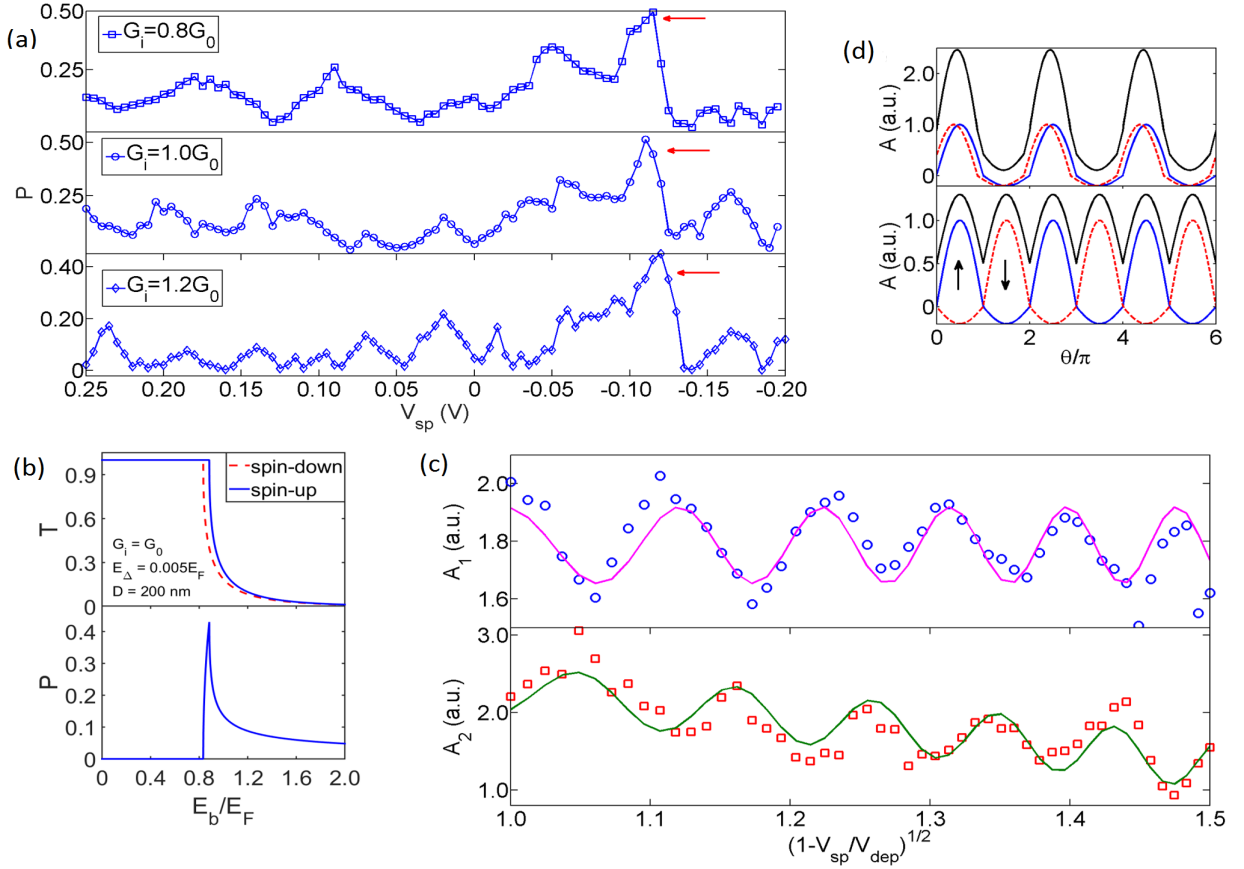 (a)
0.50
0.25
G_i=0.8G_0
0.50
0.25
G_i=1.0G_0
P
0.40
0.20
0
G_i=1.2G_0
0.25 0.20 0.15 0.10 0.05 0 -0.05 -0.10 -0.15 -0.20
V_sp (V)
(d)
A (a.u.)
2.0
1.0
0
A (a.u.)
1.0
0.5
0
0 2 4 6
θ/π
(b)
T
0.9
0.6
0.3
0
spin-down
spin-up
G_i = G_0
E_Δ = 0.005E_F
D = 200 nm
P
0.4
0.3
0.2
0.1
0
0 0.4 0.8 1.2 1.6 2.0
E_b/E_F
(c)
A_1 (a.u.)
2.0
1.8
1.6
A_2 (a.u.)
3.0
2.0
1.0
1.0 1.1 1.2 1.3 1.4 1.5
(1-V_sp/V_dep)^1/2